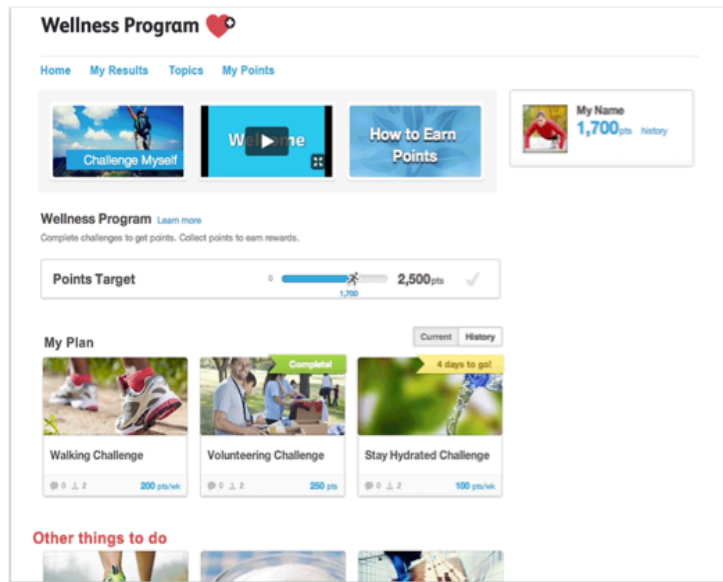 Wellness Program
Home My Results Topics My Points
Challenge Myself
Welcome
How to Earn
Points
My Name
1,700pts history
Wellness Program Learn more
Complete challenges to get points. Collect points to earn rewards.
Points Target 0 2,500pts
1,700
My Plan
Current History
Complete!
4 days to go!
Walking Challenge
Volunteering Challenge
Stay Hydrated Challenge
0 2 200 pts/wk
0 2 250 pts
0 2 100 pts/wk
Other things to do